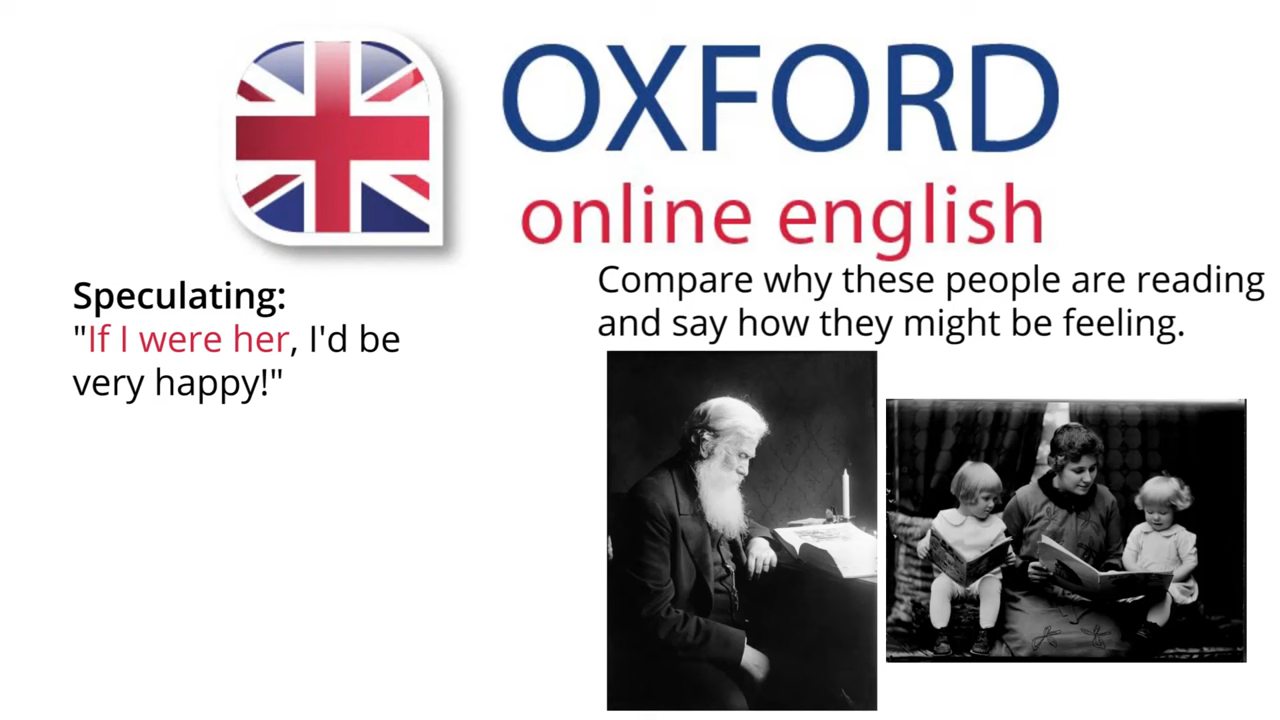 OXFORD
online english
Speculating:
"If I were her, I'd be
very happy!"
Compare why these people are reading
and say how they might be feeling.